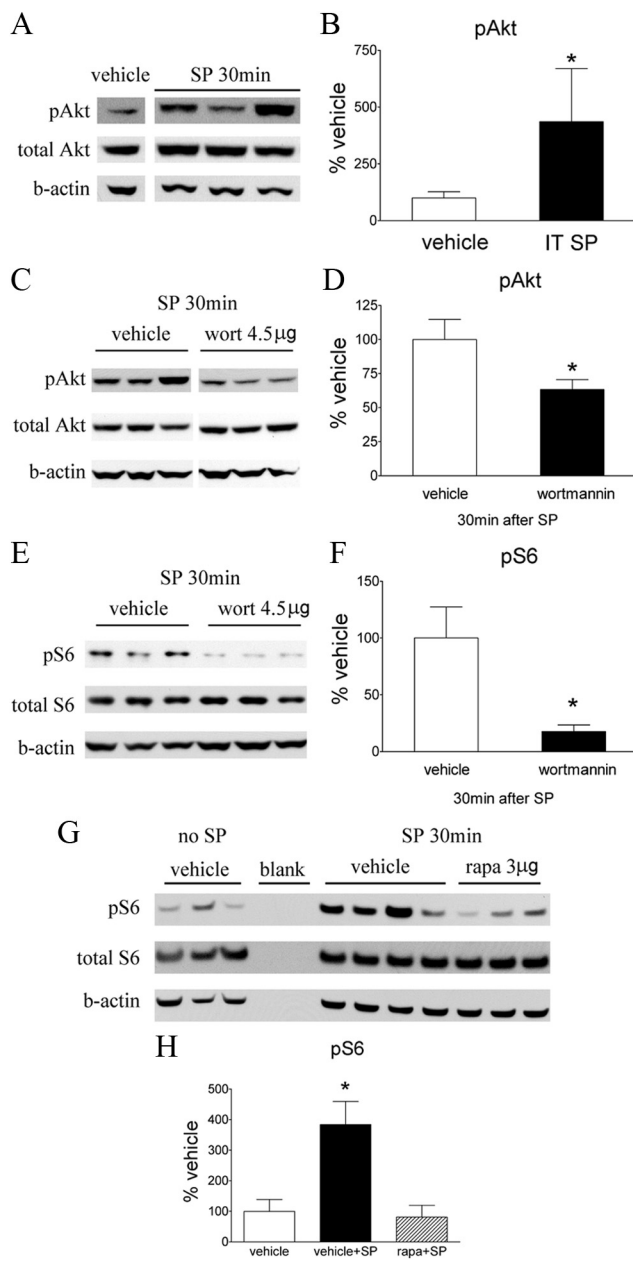 A
vehicle SP 30min
pAkt
total Akt
b-actin
B
pAkt
% vehicle
750
500
250
0
*
vehicle IT SP
C
SP 30min
vehicle wort 4.5μg
pAkt
total Akt
b-actin
D
pAkt
% vehicle
125
100
75
50
25
0
*
vehicle wortmannin
30min after SP
E
SP 30min
vehicle wort 4.5μg
pS6
total S6
b-actin
F
pS6
% vehicle
150
100
50
0
*
vehicle wortmannin
30min after SP
G
no SP SP 30min
vehicle blank vehicle rapa 3μg
pS6
total S6
b-actin
H
pS6
% vehicle
500
400
300
200
100
0
*
vehicle vehicle+SP rapa+SP